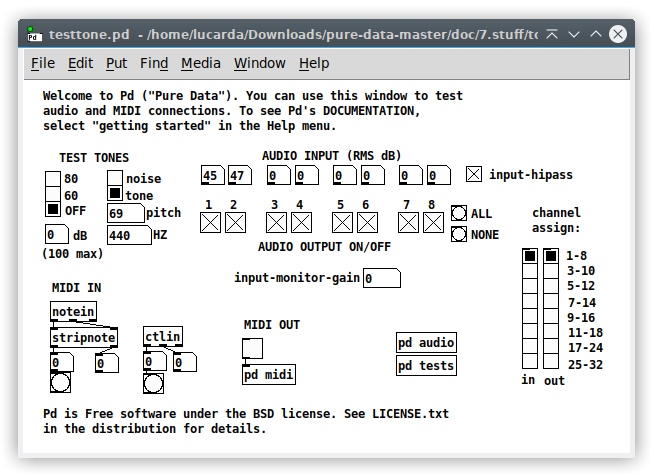 Pd
testtone.pd - /home/lucarda/Downloads/pure-data-master/doc/7.stuff/to
File Edit Put Find Media Window Help
Welcome to Pd ("Pure Data"). You can use this window to test
audio and MIDI connections. To see Pd's DOCUMENTATION,
select "getting started" in the Help menu.
TEST TONES
80
60
OFF
noise
tone
69 pitch
0 dB
440 HZ
(100 max)
AUDIO INPUT (RMS dB)
45 47 0 0 0 0 0 0
input-hipass
1 2 3 4 5 6 7 8
ALL
NONE
AUDIO OUTPUT ON/OFF
input-monitor-gain 0
channel
assign:
1-8
3-10
5-12
7-14
9-16
11-18
17-24
25-32
in out
MIDI IN
notein
stripnote
0 0
ctlin
0 0
MIDI OUT
pd midi
pd audio
pd tests
Pd is Free software under the BSD license. See LICENSE.txt
in the distribution for details.